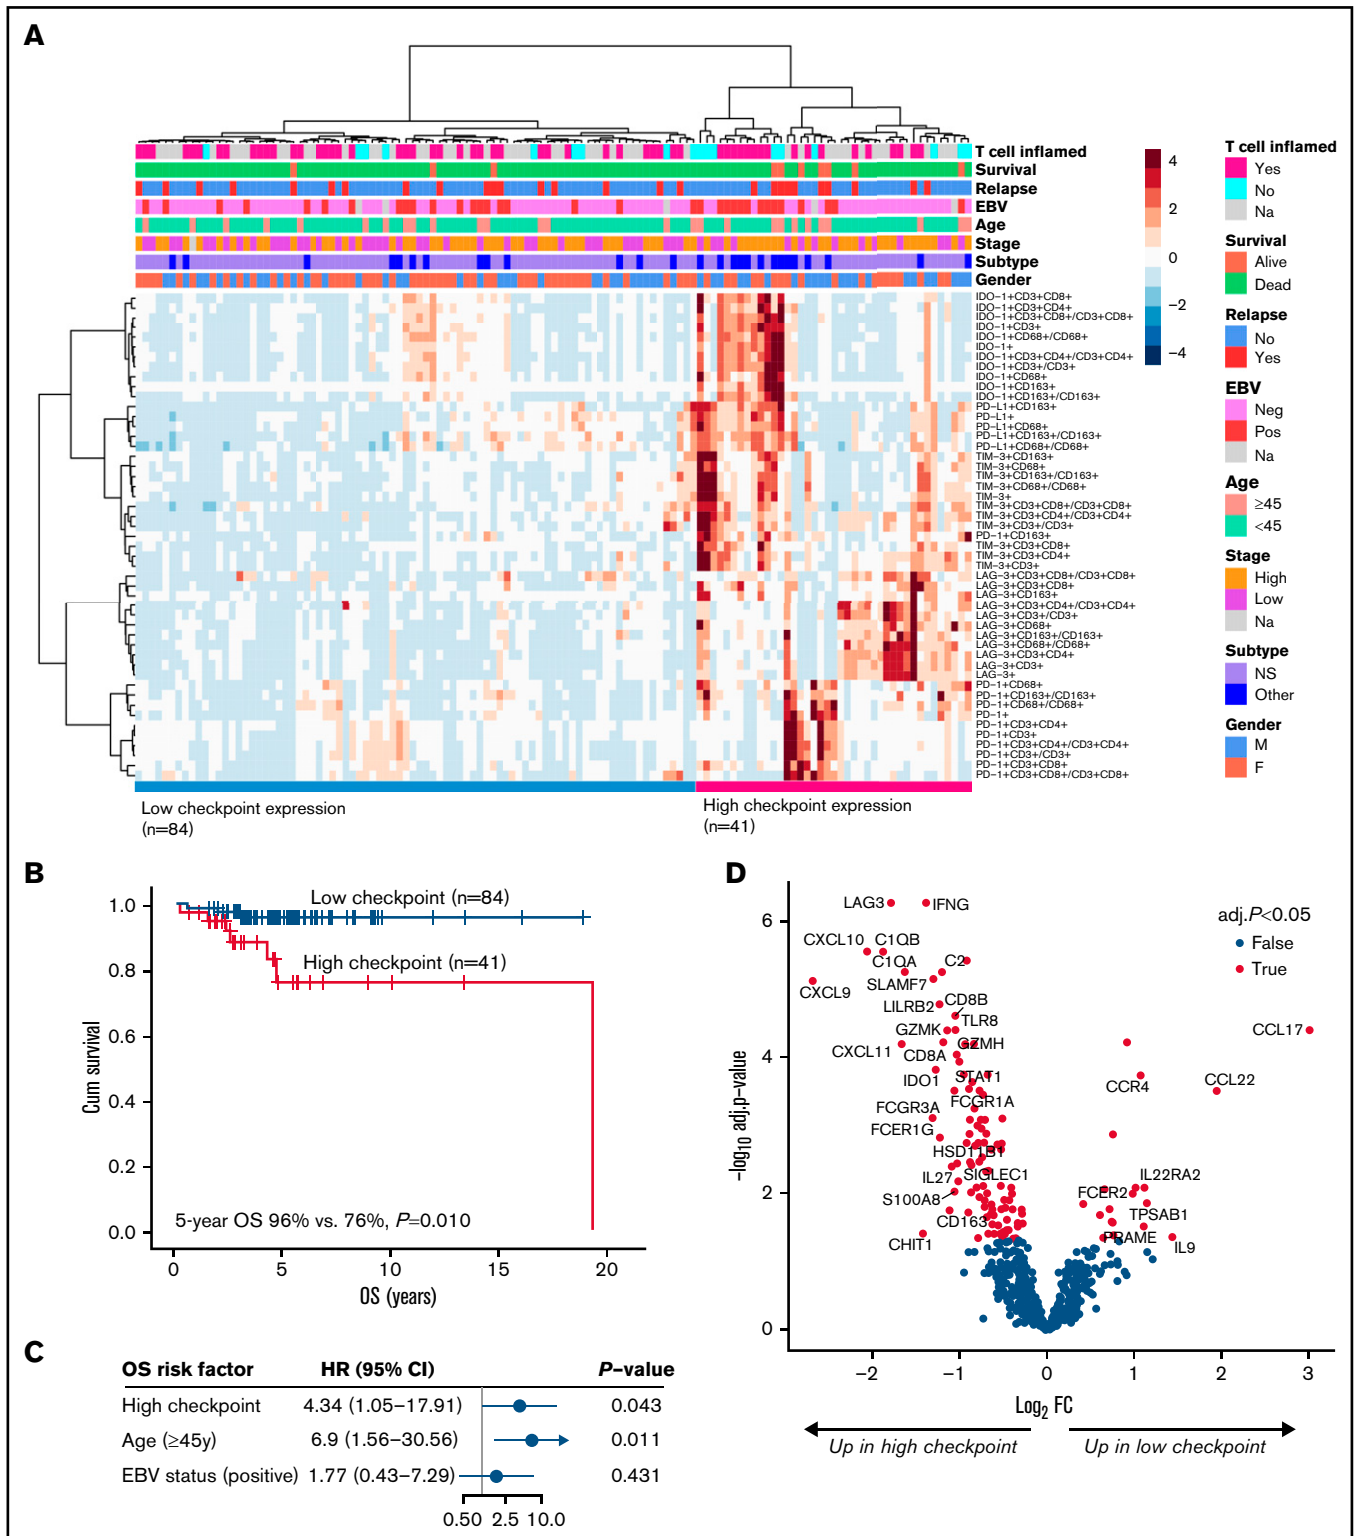 A
T cell inflamed
Survival
Relapse
EBV
Age
Stage
Subtype
Gender
IDO-1+CD3+CD8+
IDO-1+CD3+CD4+
IDO-1+CD3+CD8+/CD3+CD8+
IDO-1+CD3+
IDO-1+CD68+/CD68+
IDO-1+
IDO-1+CD3+CD4+/CD3+CD4+
IDO-1+CD3+/CD3+
IDO-1+CD68+
IDO-1+CD163+
IDO-1+CD163+/CD163+
PD-L1+CD163+
PD-L1+
PD-L1+CD68+
PD-L1+CD163+/CD163+
PD-L1+CD68+/CD68+
TIM-3+CD163+
TIM-3+CD68+
TIM-3+CD163+/CD163+
TIM-3+CD68+/CD68+
TIM-3+
TIM-3+CD3+CD8+/CD3+CD8+
TIM-3+CD3+CD4+/CD3+CD4+
TIM-3+CD3+/CD3+
PD-1+CD163+
TIM-3+CD3+CD8+
TIM-3+CD3+CD4+
TIM-3+CD3+
LAG-3+CD3+CD8+/CD3+CD8+
LAG-3+CD3+CD8+
LAG-3+CD163+
LAG-3+CD3+CD4+/CD3+CD4+
LAG-3+CD3+/CD3+
LAG-3+CD68+
LAG-3+CD163+/CD163+
LAG-3+CD68+/CD68+
LAG-3+CD3+CD4+
LAG-3+CD3+
LAG-3+
PD-1+CD68+
PD-1+CD163+/CD163+
PD-1+CD68+/CD68+
PD-1+
PD-1+CD3+CD4+
PD-1+CD3+
PD-1+CD3+CD4+/CD3+CD4+
PD-1+CD3+/CD3+
PD-1+CD3+CD8+
PD-1+CD3+CD8+/CD3+CD8+
4
2
0
−2
−4
T cell inflamed
Yes
No
Na
Survival
Alive
Dead
Relapse
No
Yes
EBV
Neg
Pos
Na
Age
≥45
<45
Stage
High
Low
Na
Subtype
NS
Other
Gender
M
F
Low checkpoint expression
(n=84)
High checkpoint expression
(n=41)
B
Cum survival
1.0
0.8
0.6
0.4
0.2
0.0
Low checkpoint (n=84)
High checkpoint (n=41)
5-year OS 96% vs. 76%, P=0.010
0 5 10 15 20
OS (years)
C
OS risk factor HR (95% CI) P-value
High checkpoint 4.34 (1.05–17.91) 0.043
Age (≥45y) 6.9 (1.56–30.56) 0.011
EBV status (positive) 1.77 (0.43–7.29) 0.431
0.50 2.5 10.0
D
−log10 adj.p-value
6
4
2
0
adj.P<0.05
False
True
LAG3 IFNG
CXCL10 C1QB
C1QA C2
CXCL9 SLAMF7
LILRB2 CD8B
TLR8
GZMK
CXCL11 CD8A GZMH
IDO1 STAT1
FCGR3A FCGR1A
FCER1G
HSD11B1
IL27 SIGLEC1
S100A8
CD163
CHIT1
CCL17
CCR4 CCL22
IL22RA2
FCER2
TPSAB1
PRAME
IL9
−2 −1 0 1 2 3
Log2 FC
Up in high checkpoint Up in low checkpoint